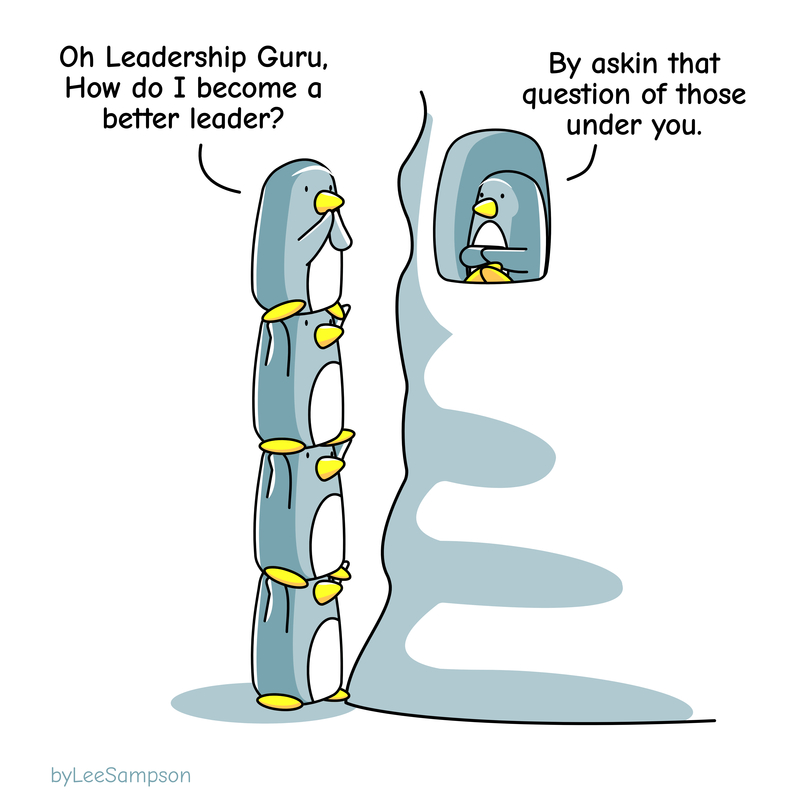 Oh Leadership Guru,
How do I become a
better leader?
By askin that
question of those
under you.
byLeeSampson